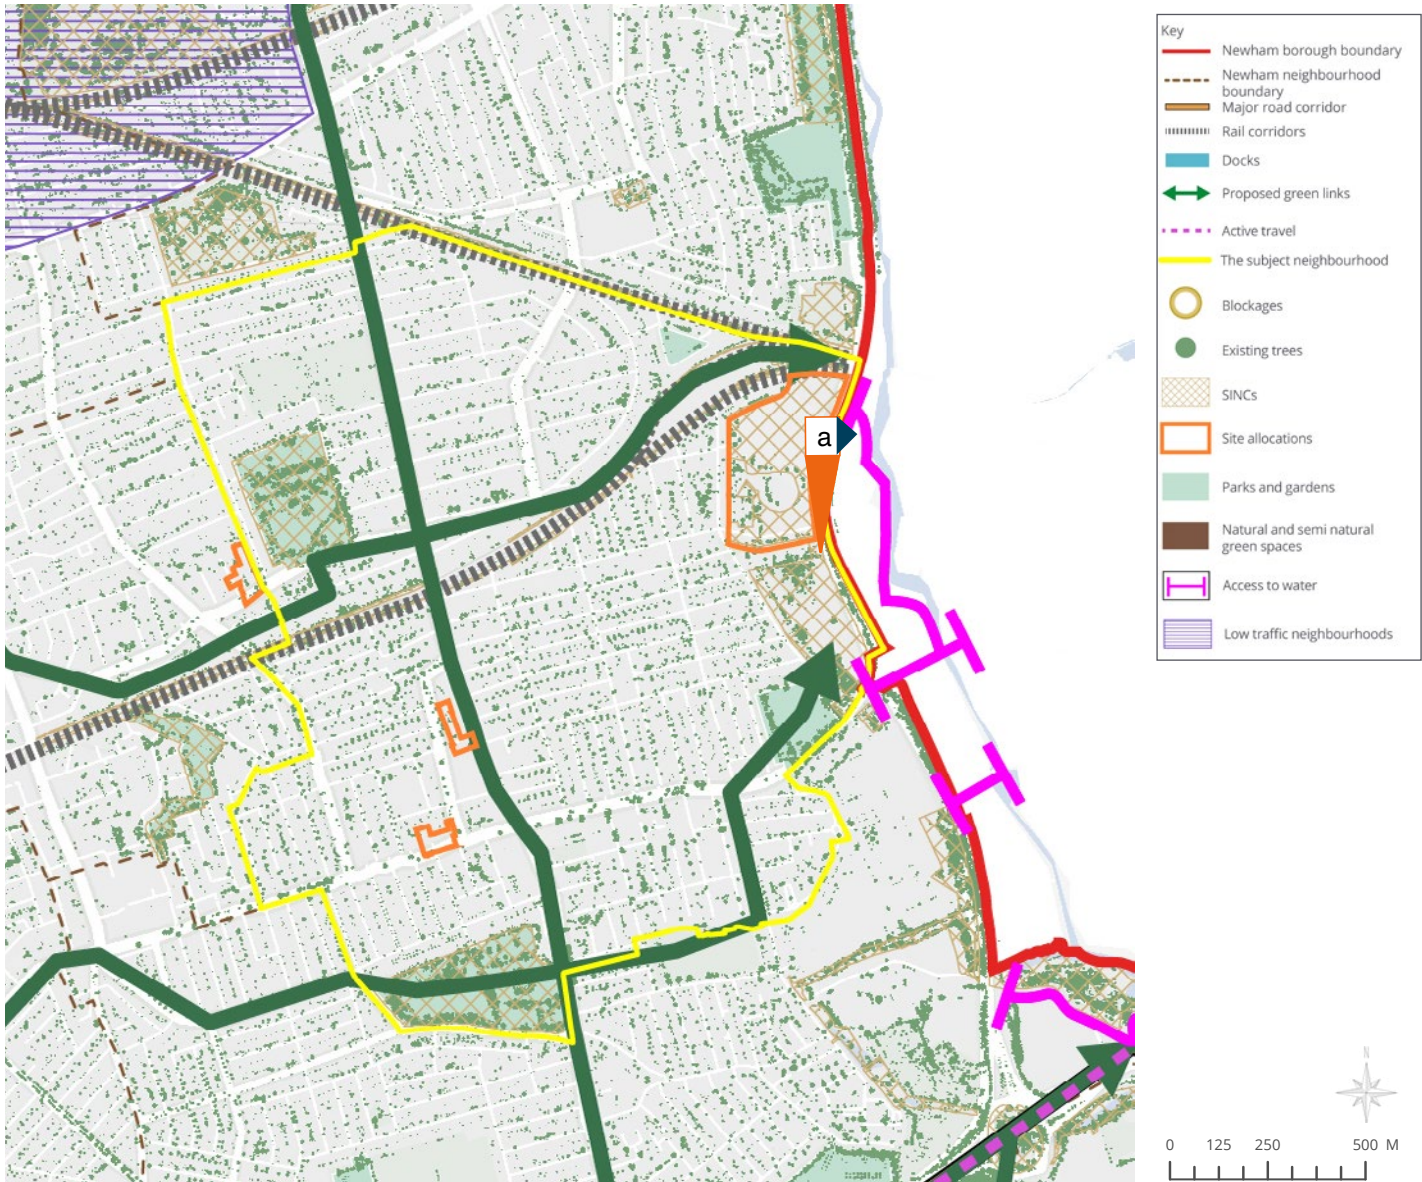 a
Key
Newham borough boundary
Newham neighbourhood
boundary
Major road corridor
Rail corridors
Docks
Proposed green links
Active travel
The subject neighbourhood
Blockages
Existing trees
SINCs
Site allocations
Parks and gardens
Natural and semi natural
green spaces
Access to water
Low traffic neighbourhoods
N
0 125 250 500 M